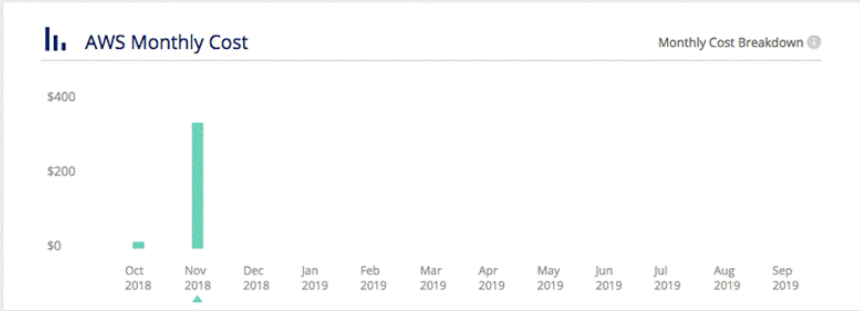 AWS Monthly Cost
Monthly Cost Breakdown
$400
$200
$0
Oct Nov Dec Jan Feb Mar Apr May Jun Jul Aug Sep
2018 2018 2018 2019 2019 2019 2019 2019 2019 2019 2019 2019